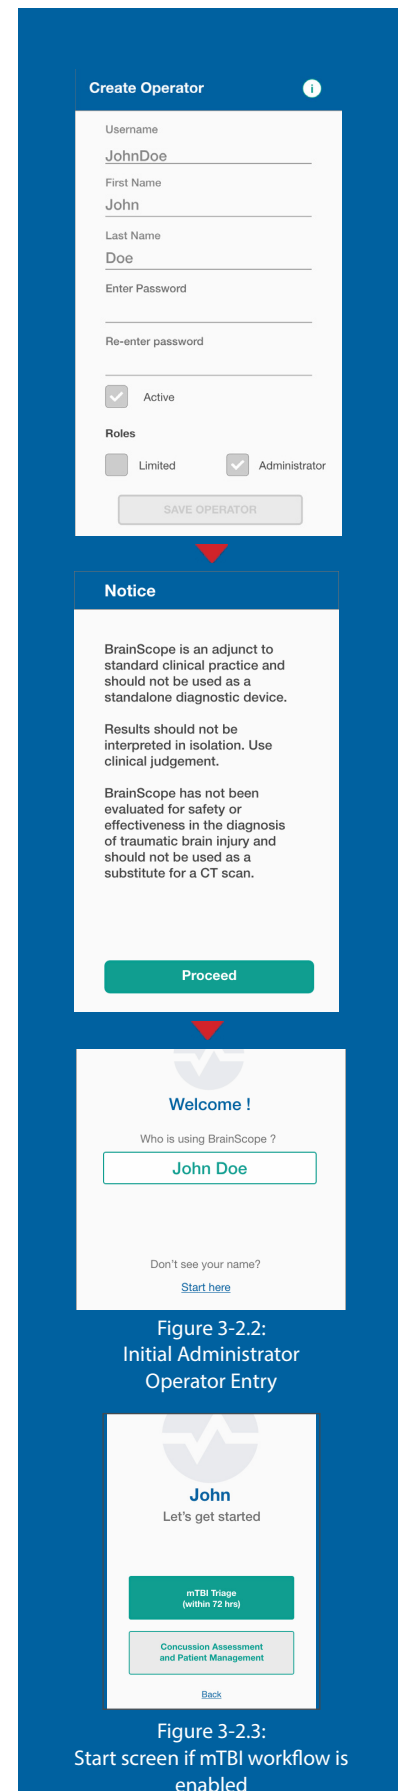 Create Operator
i
Username
JohnDoe
First Name
John
Last Name
Doe
Enter Password
Re-enter password
Active
Roles
Limited Administrator
SAVE OPERATOR
Notice
BrainScope is an adjunct to
standard clinical practice and
should not be used as a
standalone diagnostic device.
Results should not be
interpreted in isolation. Use
clinical judgement.
BrainScope has not been
evaluated for safety or
effectiveness in the diagnosis
of traumatic brain injury and
should not be used as a
substitute for a CT scan.
Proceed
Welcome !
Who is using BrainScope ?
John Doe
Don't see your name?
Start here
Figure 3-2.2:
Initial Administrator
Operator Entry
John
Let's get started
mTBI Triage
(within 72 hrs)
Concussion Assessment
and Patient Management
Back
Figure 3-2.3:
Start screen if mTBI workflow is
enabled